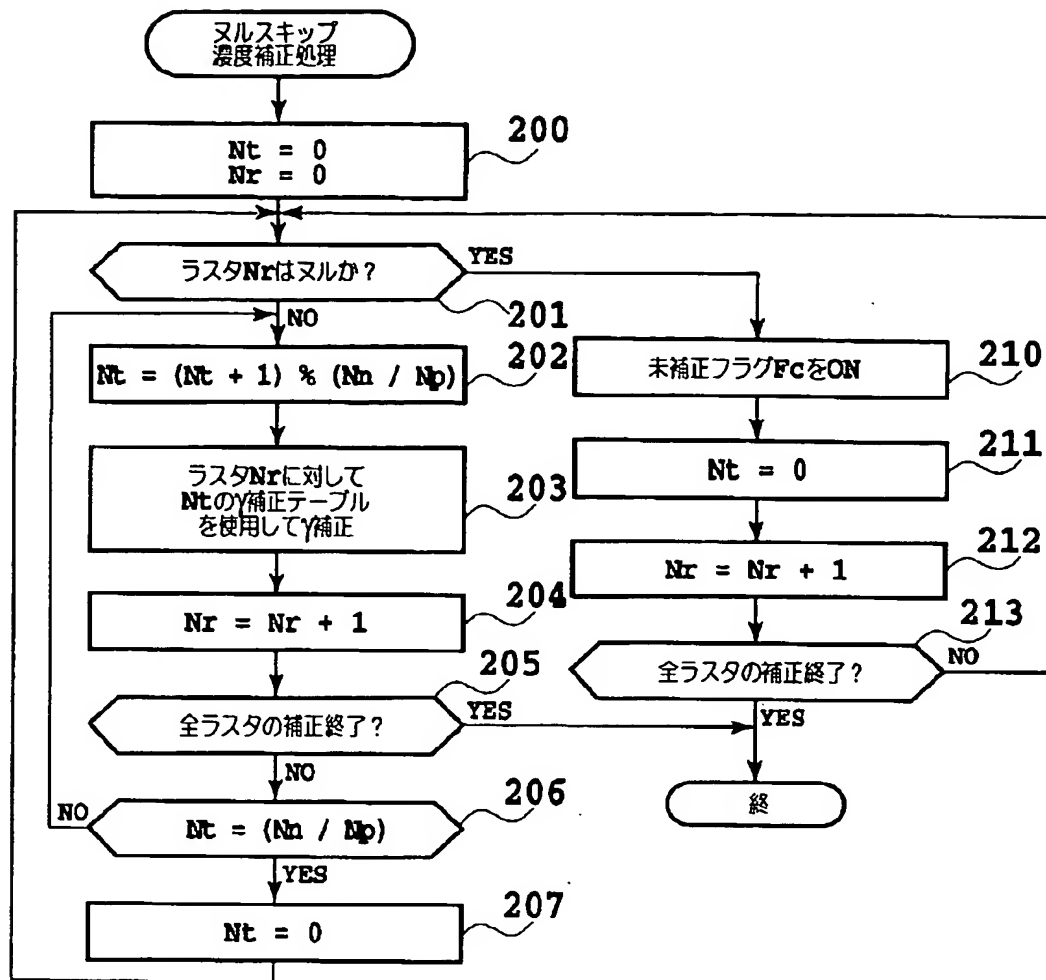 ヌルスキップ
濃度補正処理
200
Nt = 0
Nr = 0
ラスタNrはヌルか？
YES
201
NO
Nt = (Nt + 1) % (Nn / Np)
202
ラスタNrに対して
Ntのγ補正テーブル
を使用してγ補正
203
Nr = Nr + 1
204
205
全ラスタの補正終了？
YES
NO
206
NO
Nt = (Nn / Np)
YES
207
Nt = 0
未補正フラグFcをON
210
211
Nt = 0
212
Nr = Nr + 1
213
全ラスタの補正終了？
NO
YES
終